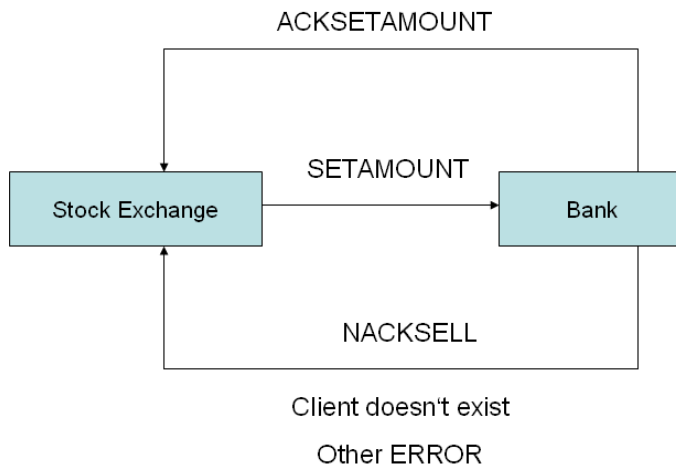 ACKSETAMOUNT
SETAMOUNT
Stock Exchange
Bank
NACKSELL
Client doesn‘t exist
Other ERROR